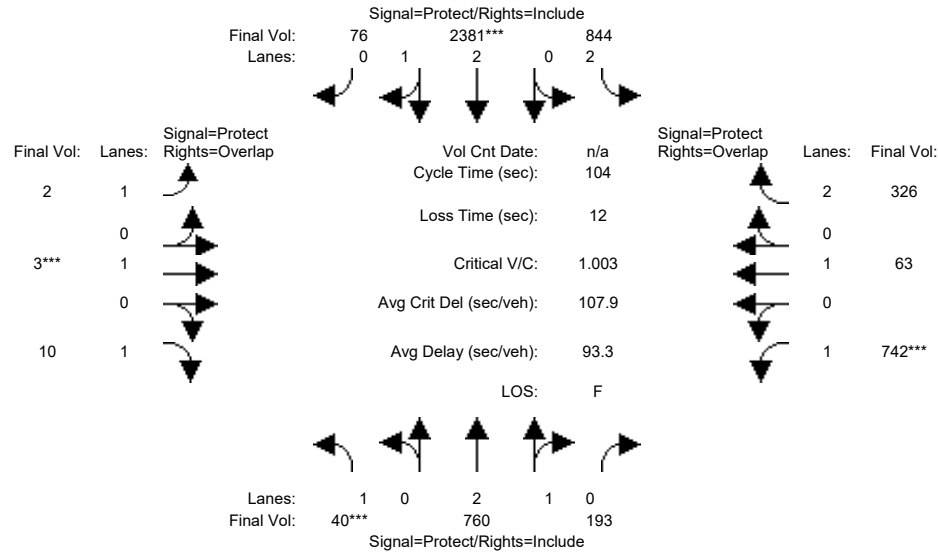 Signal=Protect/Rights=Include
Final Vol: 76 2381*** 844
Lanes: 0 1 2 0 2
Signal=Protect
Final Vol: Lanes: Rights=Overlap
Vol Cnt Date: n/a
Signal=Protect
Rights=Overlap Lanes: Final Vol:
Cycle Time (sec): 104
2 1
2 326
Loss Time (sec): 12
0
0
3*** 1
Critical V/C: 1.003
1 63
0
Avg Crit Del (sec/veh): 107.9
0
10 1
Avg Delay (sec/veh): 93.3
1 742***
LOS: F
Lanes: 1 0 2 1 0
Final Vol: 40*** 760 193
Signal=Protect/Rights=Include